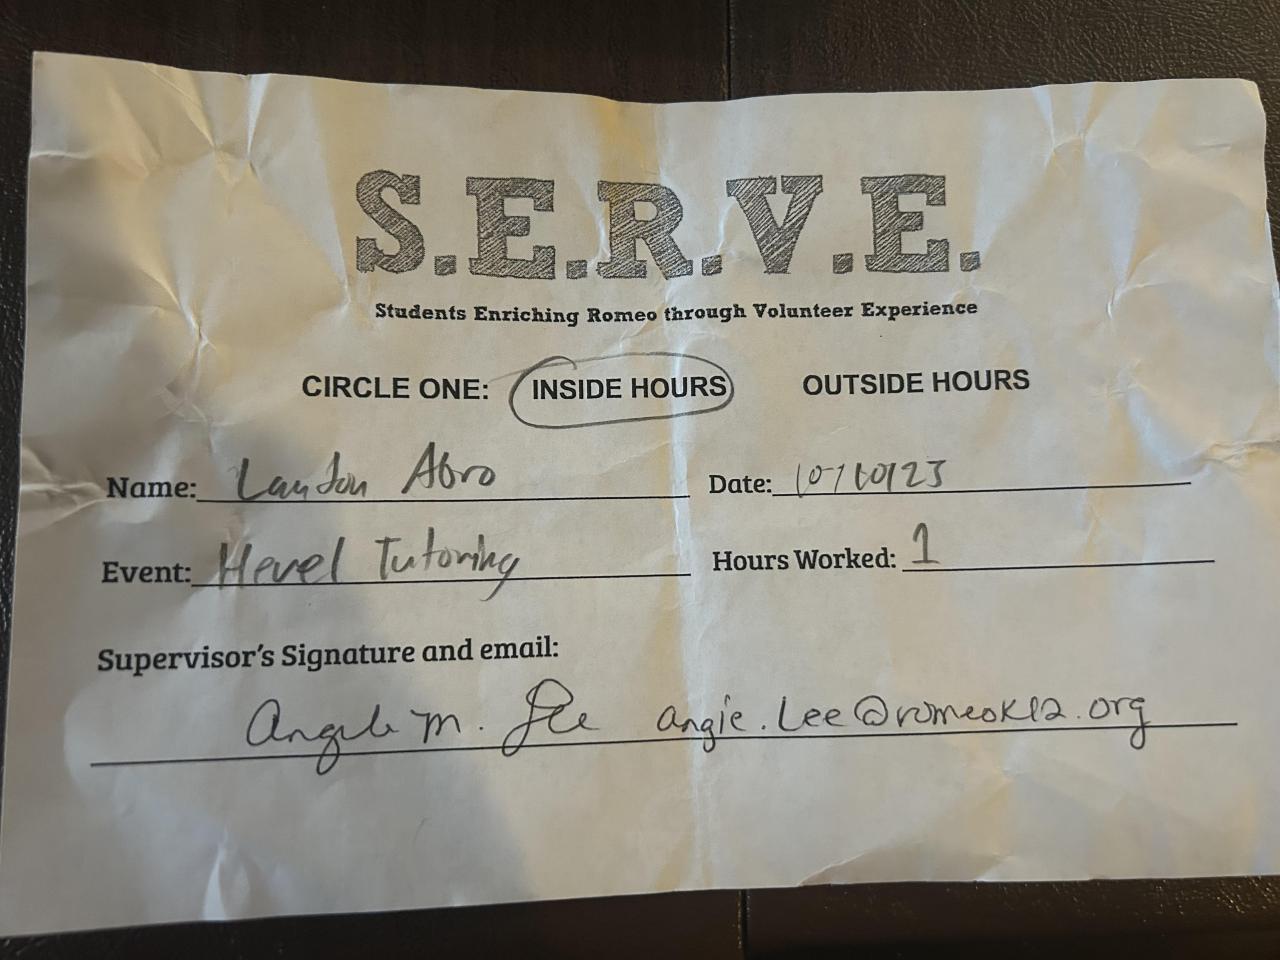 S.E.R.V.E.
Students Enriching Romeo through Volunteer Experience
CIRCLE ONE: INSIDE HOURS OUTSIDE HOURS
Name: Landon Abro Date: 10/10/23
Event: Hevel Tutoring Hours Worked: 1
Supervisor's Signature and email:
Angela M. Lee angie.Lee@romeok12.org